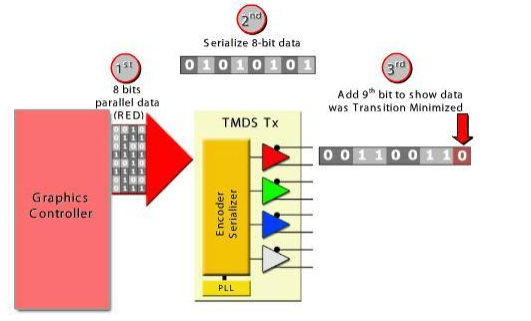 2nd
Serialize 8-bit data
0 1 0 1 0 1 0 1
1st
8 bits
parallel data
(RED)
3rd
Add 9th bit to show data
was Transition Minimized
0 0 1 1 0 0 1 1 0
TMDS Tx
Graphics
Controller
Encoder
Serializer
PLL